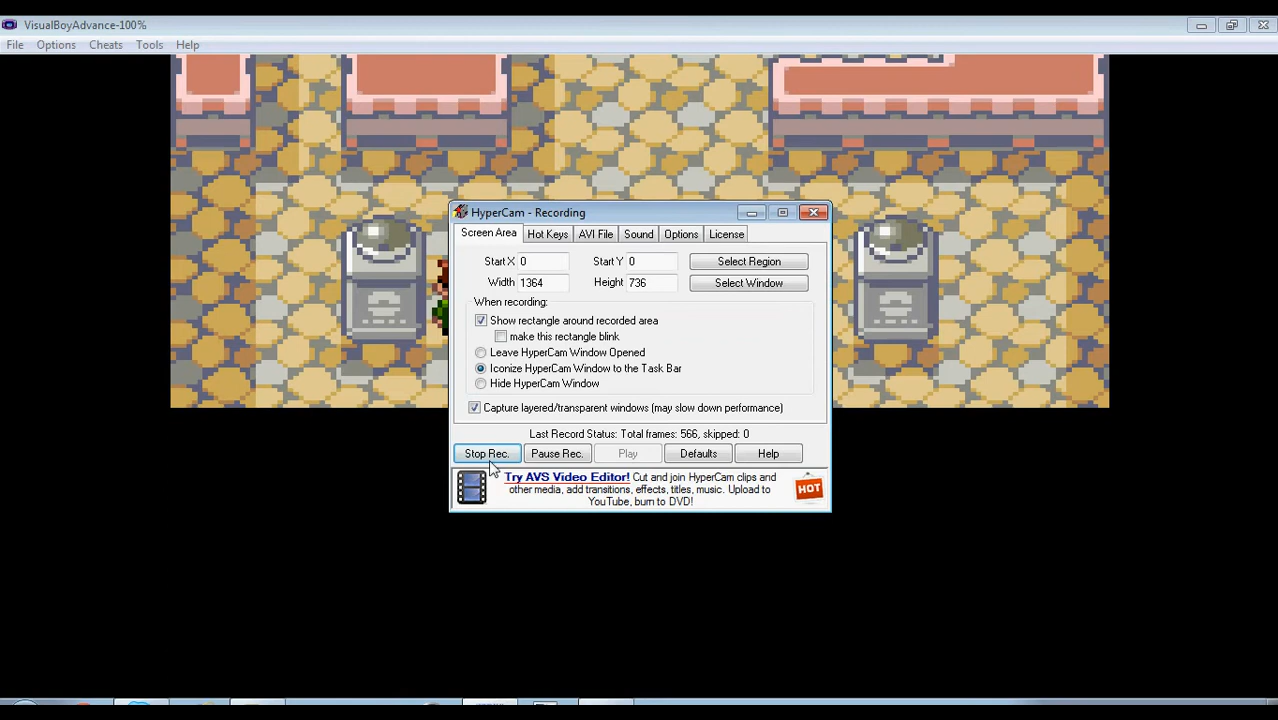 VisualBoyAdvance-100%
File Options Cheats Tools Help
HyperCam - Recording
Screen Area Hot Keys AVI File Sound Options License
Start X 0 Start Y 0 Select Region
Width 1364 Height 736 Select Window
When recording:
Show rectangle around recorded area
make this rectangle blink
Leave HyperCam Window Opened
Iconize HyperCam Window to the Task Bar
Hide HyperCam Window
Capture layered/transparent windows (may slow down performance)
Last Record Status: Total frames: 566, skipped: 0
Stop Rec. Pause Rec. Play Defaults Help
Try AVS Video Editor! Cut and join HyperCam clips and
other media, add transitions, effects, titles, music. Upload to
YouTube, burn to DVD!
HOT